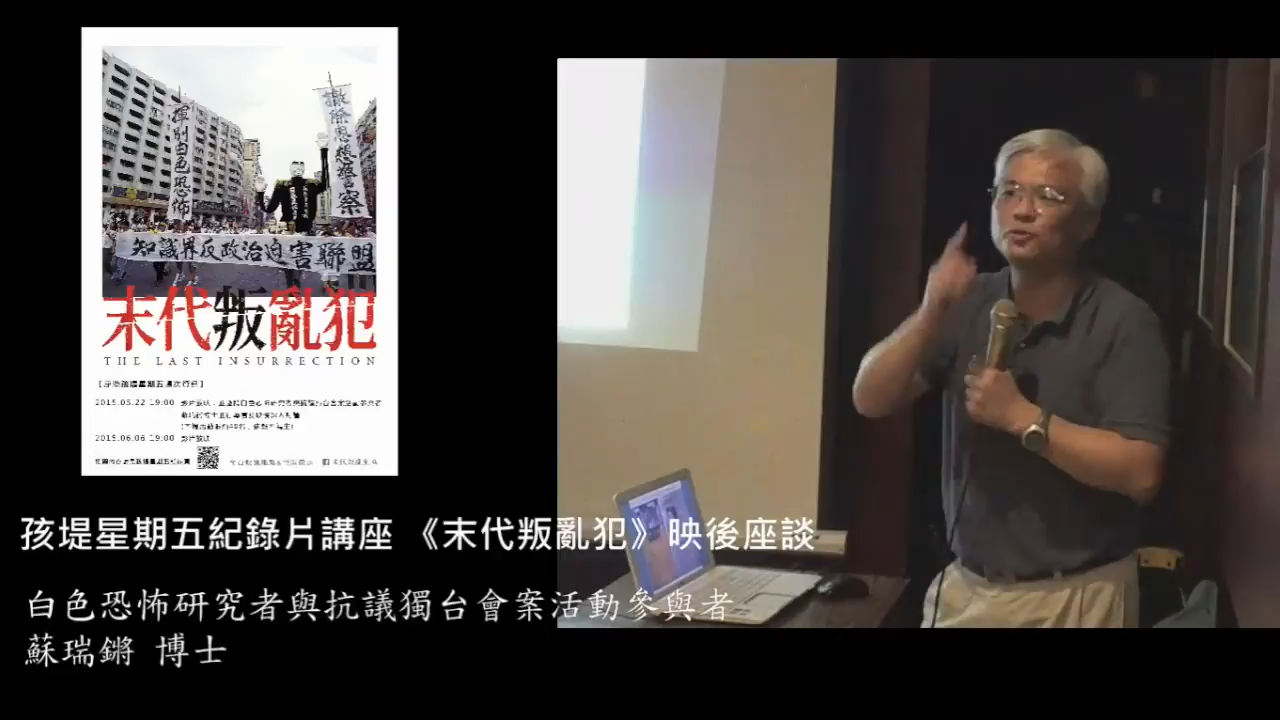 揮別白色恐怖
撤除思想警察
知識界反政治迫害聯盟
末代叛亂犯
THE LAST INSURRECTION
2015.05.22 19:00
2015.06.06 19:00
孩堤星期五紀錄片講座 《末代叛亂犯》映後座談
白色恐怖研究者與抗議獨台會案活動參與者
蘇瑞鏘 博士